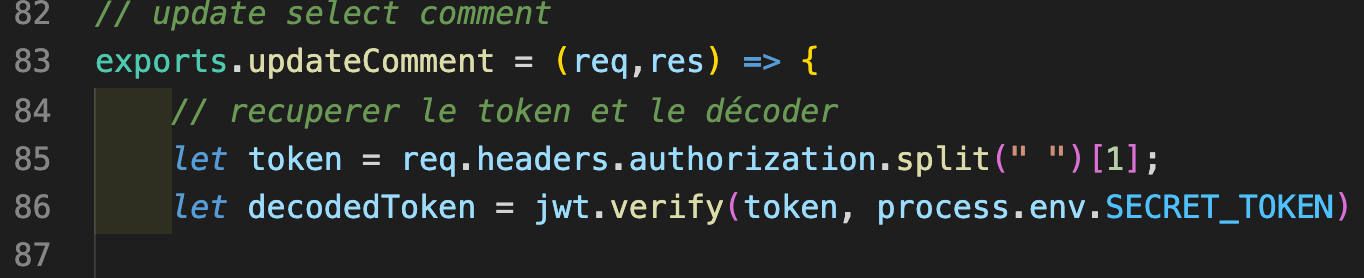 82 // update select comment
83 exports.updateComment = (req,res) => {
84 // recuperer le token et le décoder
85 let token = req.headers.authorization.split(" ")[1];
86 let decodedToken = jwt.verify(token, process.env.SECRET_TOKEN)
87